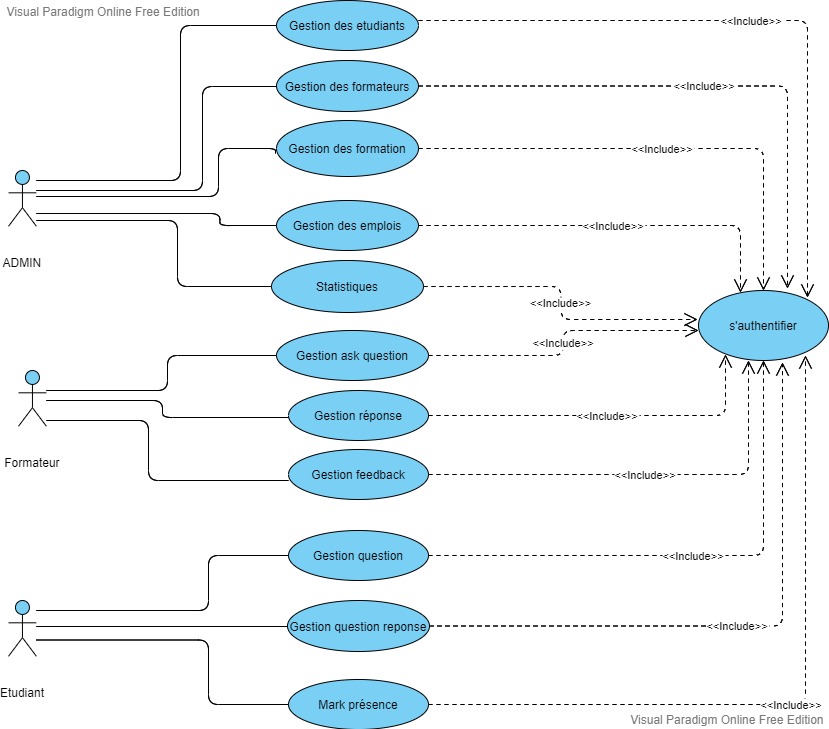 Visual Paradigm Online Free Edition
Gestion des etudiants
<<Include>>
Gestion des formateurs
<<Include>>
Gestion des formation
<<Include>>
ADMIN
Gestion des emplois
<<Include>>
Statistiques
<<Include>>
s'authentifier
<<Include>>
Gestion ask question
Formateur
Gestion réponse
<<Include>>
Gestion feedback
<<Include>>
Gestion question
<<Include>>
Gestion question reponse
<<Include>>
Etudiant
Mark présence
<<Include>>
Visual Paradigm Online Free Edition